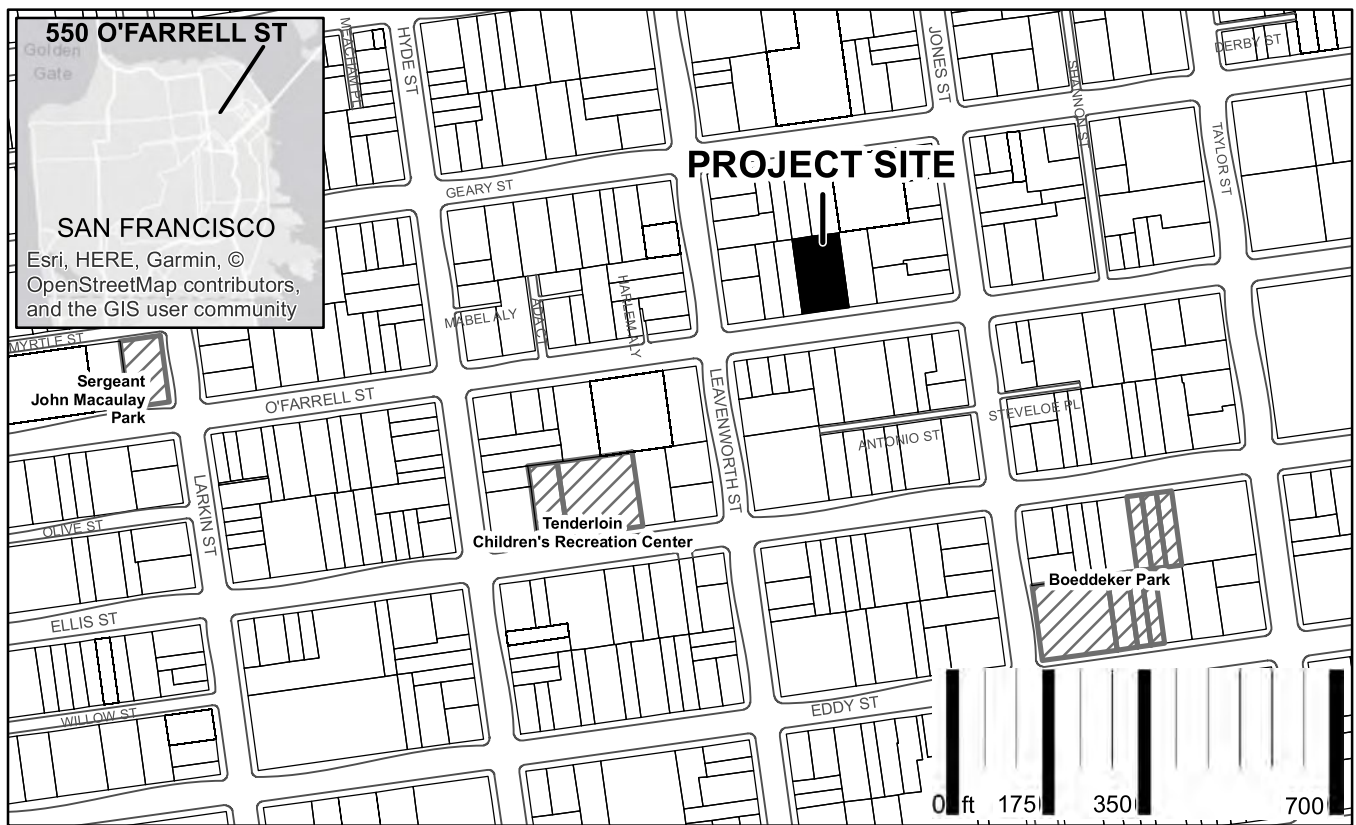 550 O'FARRELL ST
Golden
Gate
SAN FRANCISCO
Esri, HERE, Garmin, ©
OpenStreetMap contributors,
and the GIS user community
MEACHAM PL
HYDE ST
JONES ST
SHANNON ST
DERBY ST
TAYLOR ST
PROJECT SITE
GEARY ST
MABEL ALY
ADA CT
HARLEM ALY
MYRTLE ST
Sergeant
John Macaulay
Park
O'FARRELL ST
LEAVENWORTH ST
ANTONIO ST
STEVELOE PL
LARKIN ST
OLIVE ST
Tenderloin
Children's Recreation Center
Boeddeker Park
ELLIS ST
WILLOW ST
EDDY ST
0 ft 175 350 700